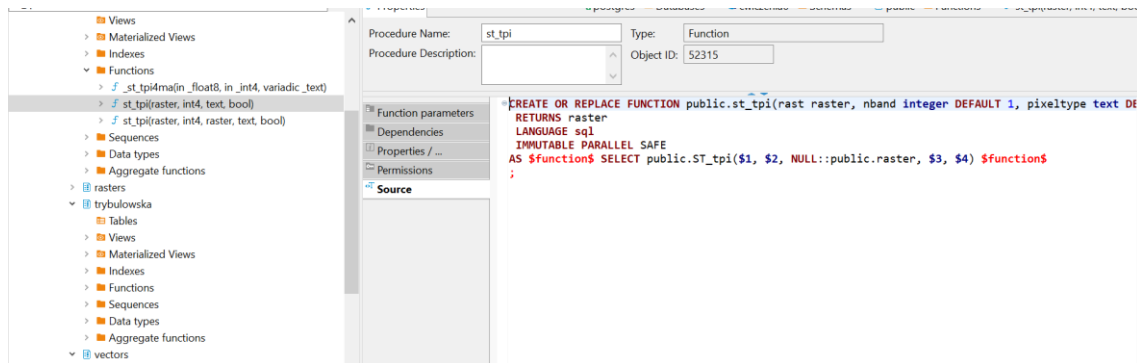 Properties
postgres
Databases
Schemas
public
Functions
Views
Materialized Views
Indexes
Functions
_st_tpi4ma(in _float8, in _int4, variadic _text)
st_tpi(raster, int4, text, bool)
st_tpi(raster, int4, raster, text, bool)
Sequences
Data types
Aggregate functions
rasters
trybulowska
Tables
Views
Materialized Views
Indexes
Functions
Sequences
Data types
Aggregate functions
vectors
Procedure Name: st_tpi Type: Function
Procedure Description: Object ID: 52315
Function parameters
Dependencies
Properties / ...
Permissions
Source
CREATE OR REPLACE FUNCTION public.st_tpi(rast raster, nband integer DEFAULT 1, pixeltype text DE
RETURNS raster
LANGUAGE sql
IMMUTABLE PARALLEL SAFE
AS $function$ SELECT public.ST_tpi($1, $2, NULL::public.raster, $3, $4) $function$
;